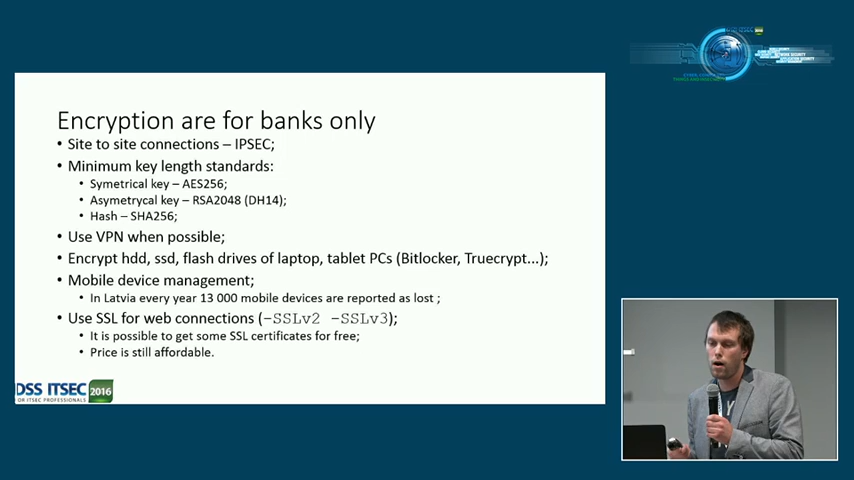 Encryption are for banks only
• Site to site connections – IPSEC;
• Minimum key length standards:
• Symetrical key – AES256;
• Asymetrycal key – RSA2048 (DH14);
• Hash – SHA256;
• Use VPN when possible;
• Encrypt hdd, ssd, flash drives of laptop, tablet PCs (Bitlocker, Truecrypt...);
• Mobile device management;
• In Latvia every year 13 000 mobile devices are reported as lost ;
• Use SSL for web connections (-SSLv2 -SSLv3);
• It is possible to get some SSL certificates for free;
• Price is still affordable.
DSS ITSEC 2016
OR ITSEC PROFESSIONALS